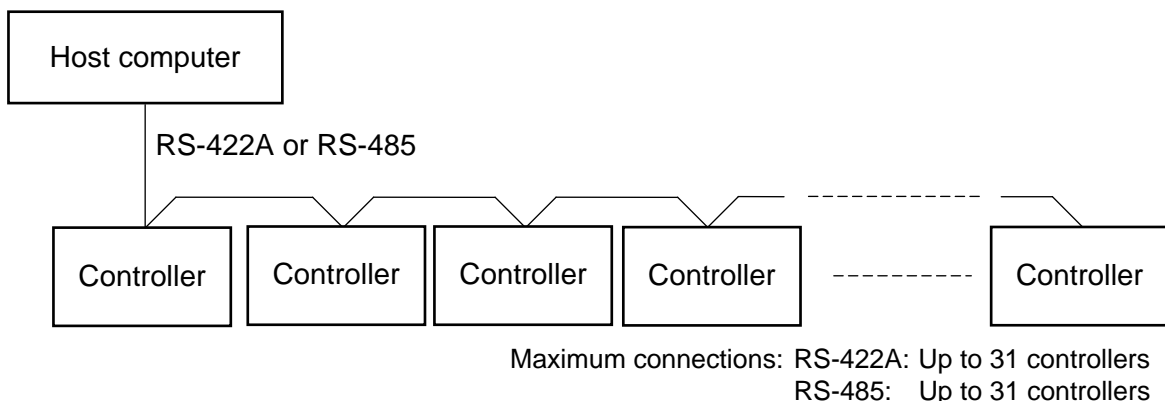 Host computer
RS-422A or RS-485
Controller
Controller
Controller
Controller
Controller
Maximum connections: RS-422A: Up to 31 controllers
RS-485: Up to 31 controllers